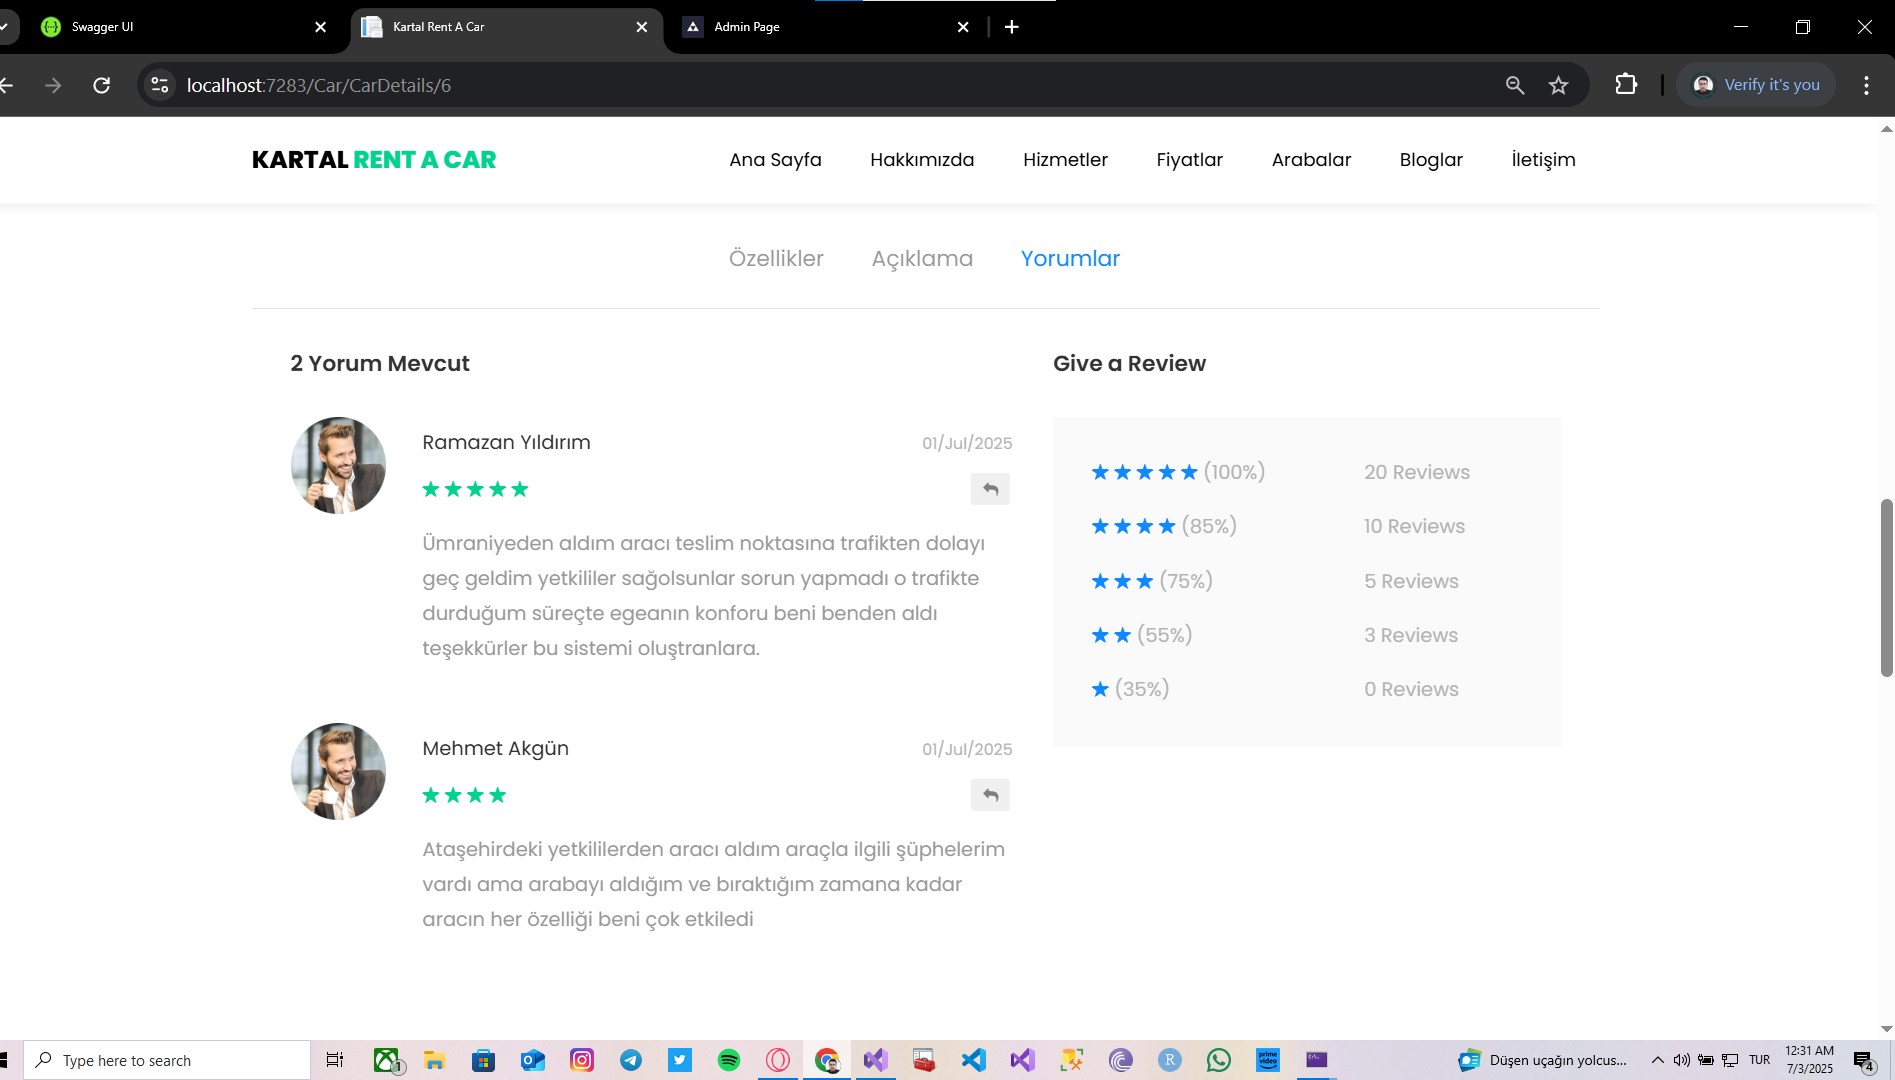 Swagger UI
Kartal Rent A Car
Admin Page
localhost:7283/Car/CarDetails/6
Verify it's you
KARTAL RENT A CAR
Ana Sayfa
Hakkımızda
Hizmetler
Fiyatlar
Arabalar
Bloglar
İletişim
Özellikler
Açıklama
Yorumlar
2 Yorum Mevcut
Ramazan Yıldırım
01/Jul/2025
Ümraniyeden aldım aracı teslim noktasına trafikten dolayı
geç geldim yetkililer sağolsunlar sorun yapmadı o trafikte
durduğum süreçte egeanın konforu beni benden aldı
teşekkürler bu sistemi oluştranlara.
Mehmet Akgün
01/Jul/2025
Ataşehirdeki yetkililerden aracı aldım araçla ilgili şüphelerim
vardı ama arabayı aldığım ve bıraktığım zamana kadar
aracın her özelliği beni çok etkiledi
Give a Review
(100%) 20 Reviews
(85%) 10 Reviews
(75%) 5 Reviews
(55%) 3 Reviews
(35%) 0 Reviews
Type here to search
1
R
prime
video
Düşen uçağın yolcus...
TUR
12:31 AM
7/3/2025
4